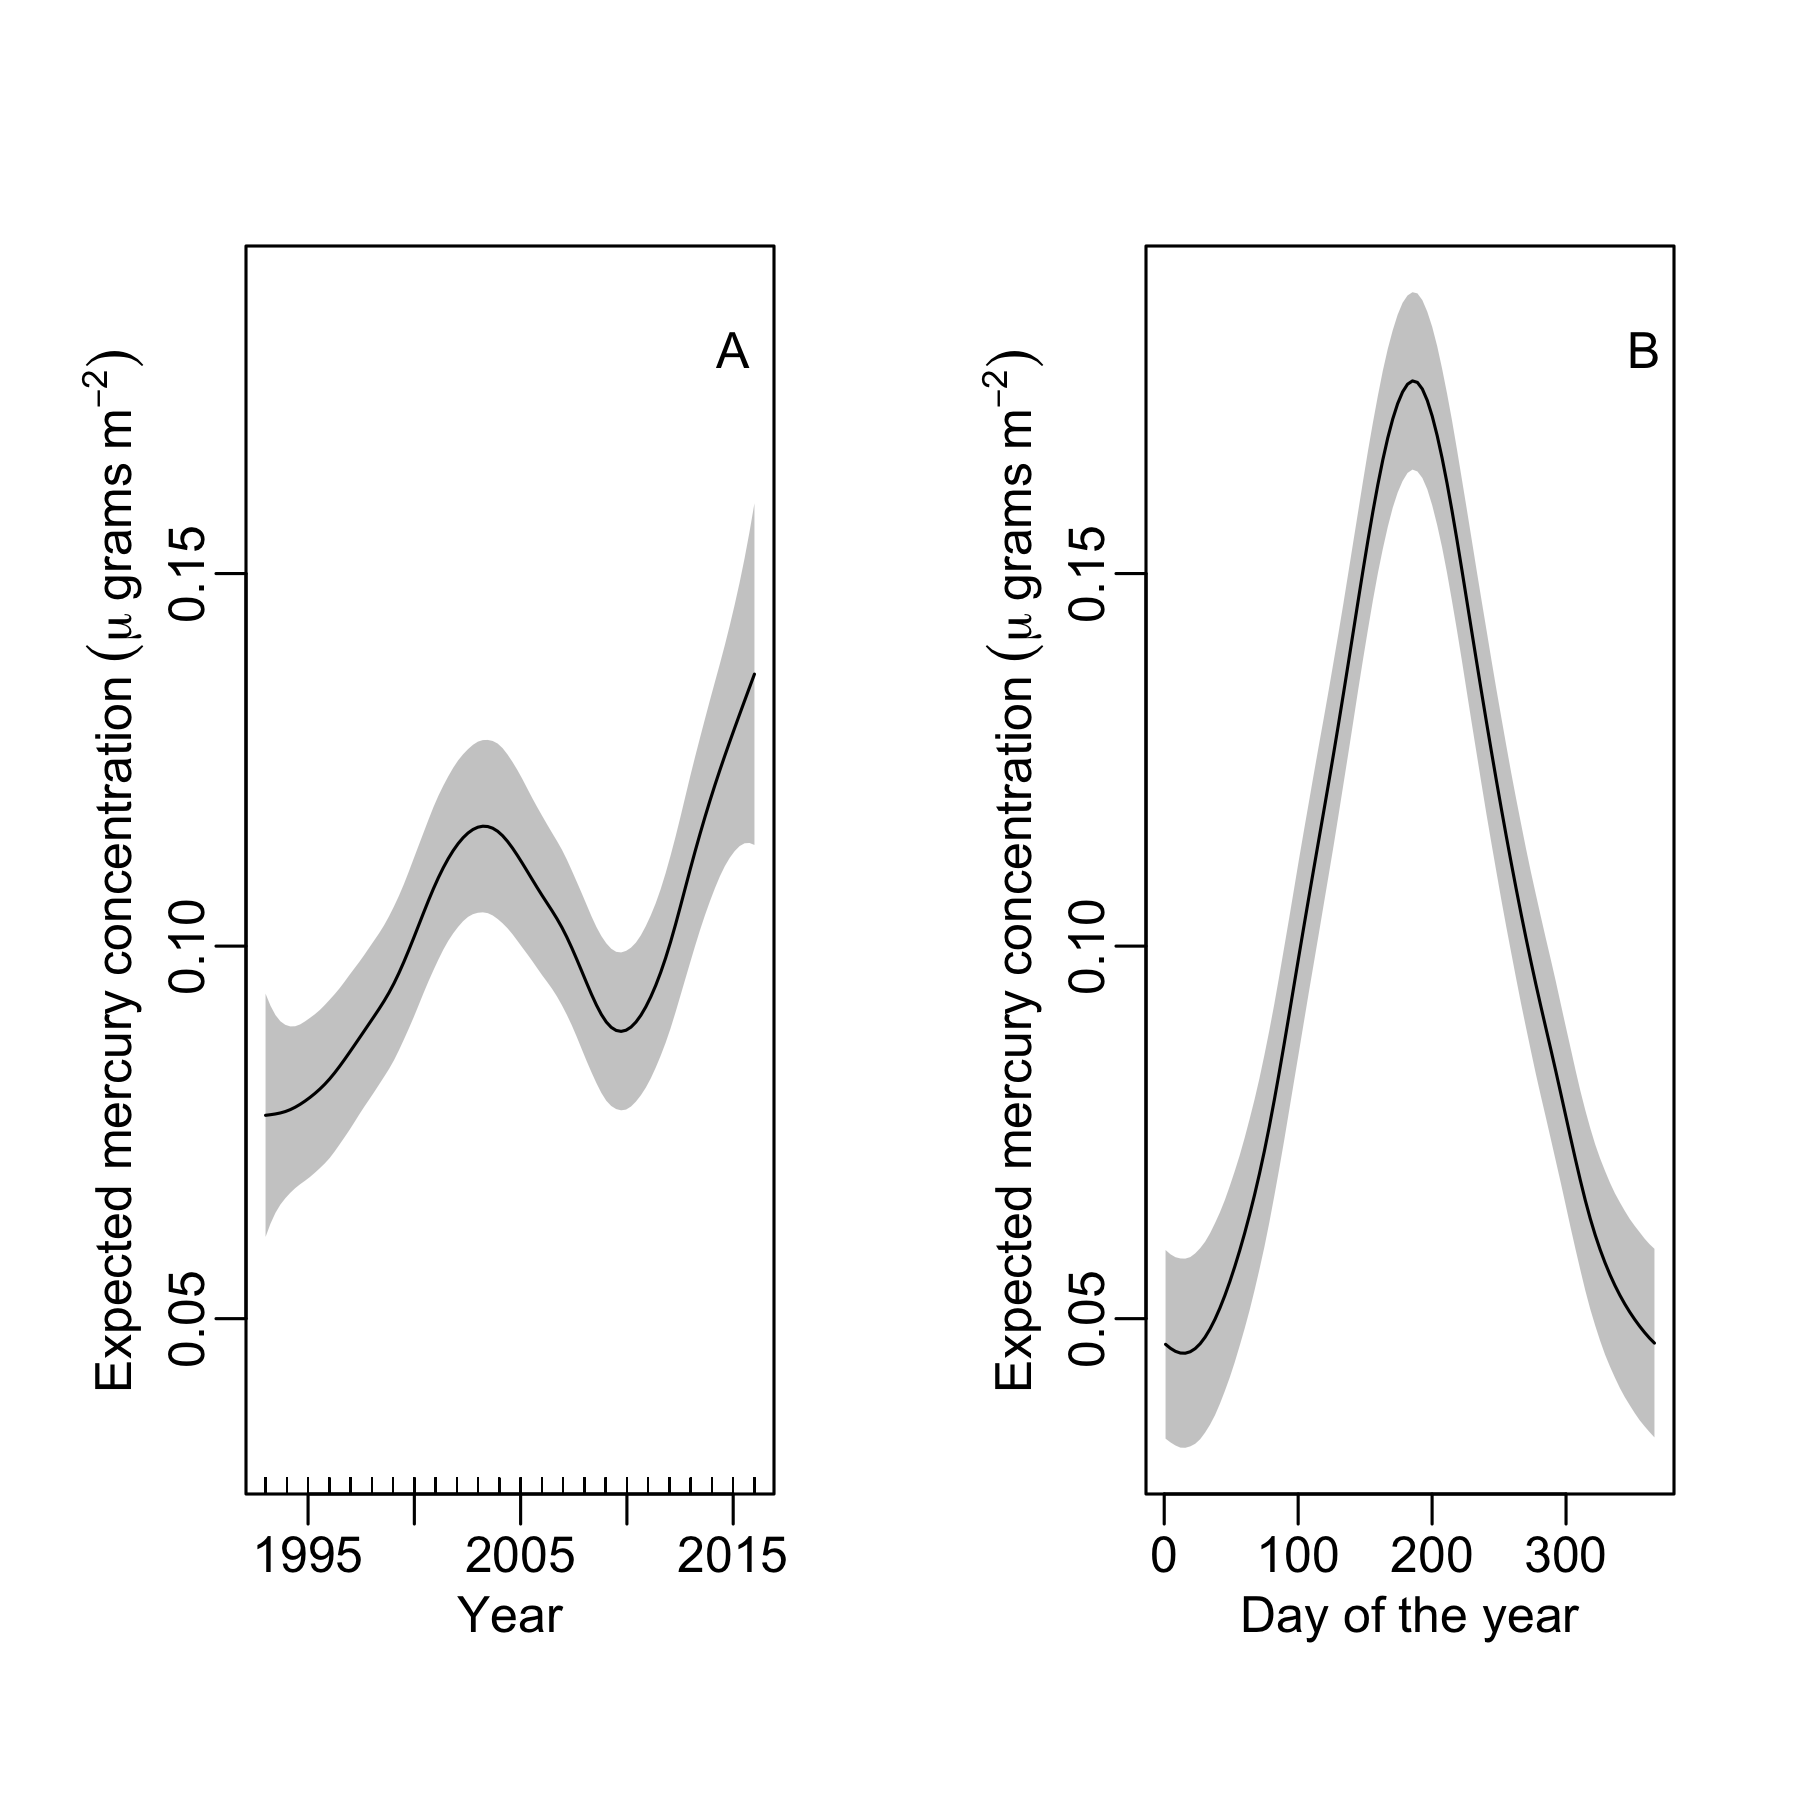 A
Expected mercury concentration (μ grams m⁻²)
0.15
0.10
0.05
1995 2005 2015
Year
B
Expected mercury concentration (μ grams m⁻²)
0.15
0.10
0.05
0 100 200 300
Day of the year